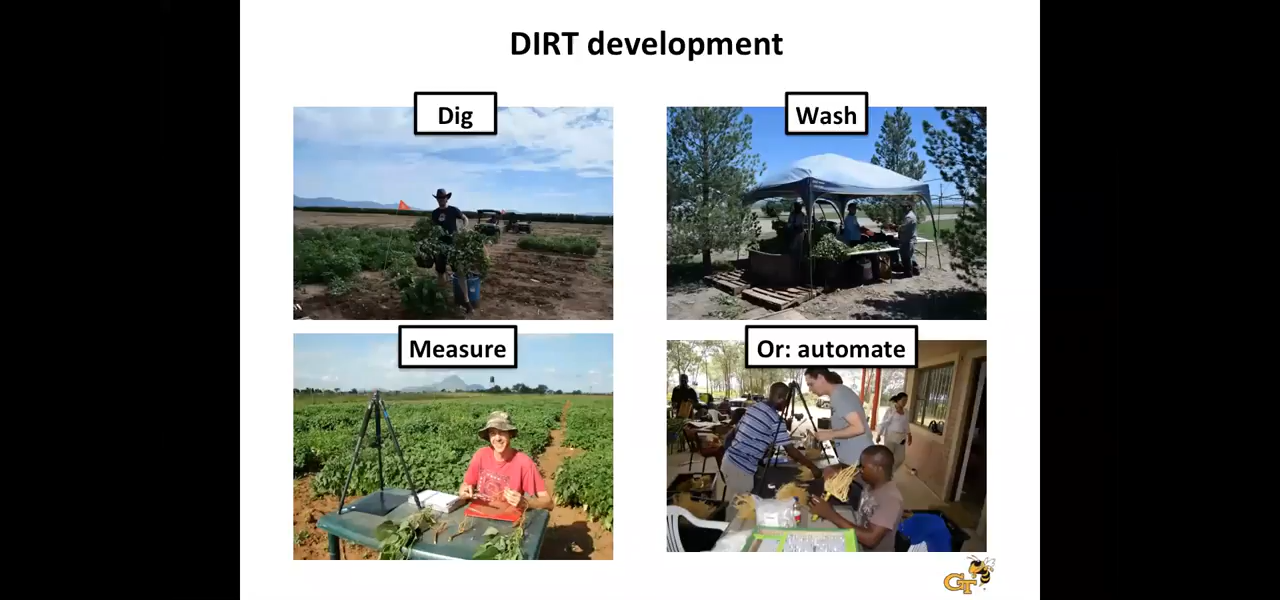 DIRT development
Dig
Wash
Measure
Or: automate
GT